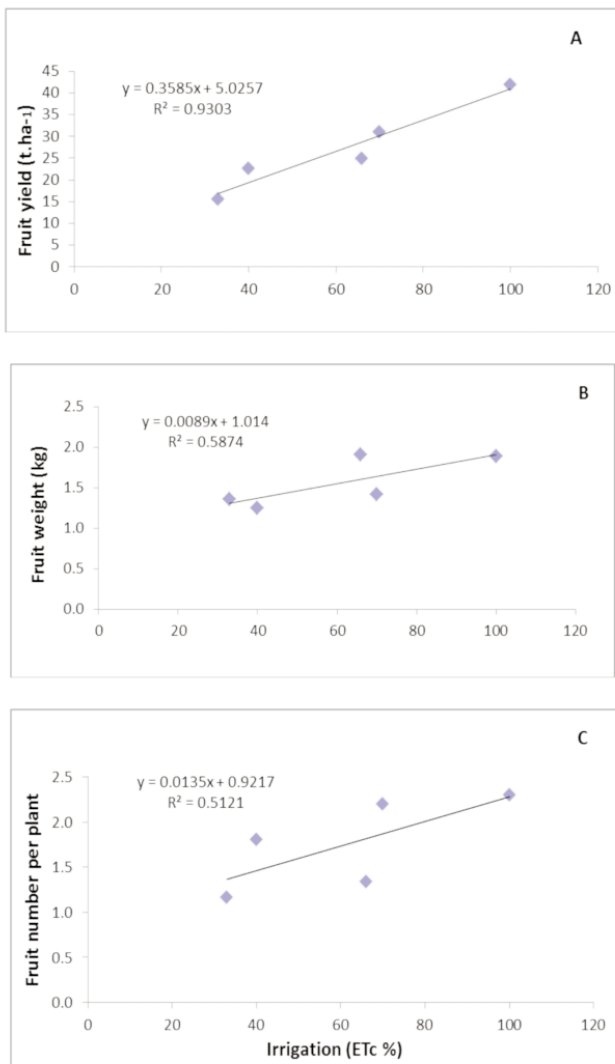 A
y = 0.3585x + 5.0257
R² = 0.9303
Fruit yield (t.ha-1)
45
40
35
30
25
20
15
10
5
0
0 20 40 60 80 100 120
B
y = 0.0089x + 1.014
R² = 0.5874
Fruit weight (kg)
2.5
2.0
1.5
1.0
0.5
0.0
0 20 40 60 80 100 120
C
y = 0.0135x + 0.9217
R² = 0.5121
Fruit number per plant
2.5
2.0
1.5
1.0
0.5
0.0
0 20 40 60 80 100 120
Irrigation (ETc %)